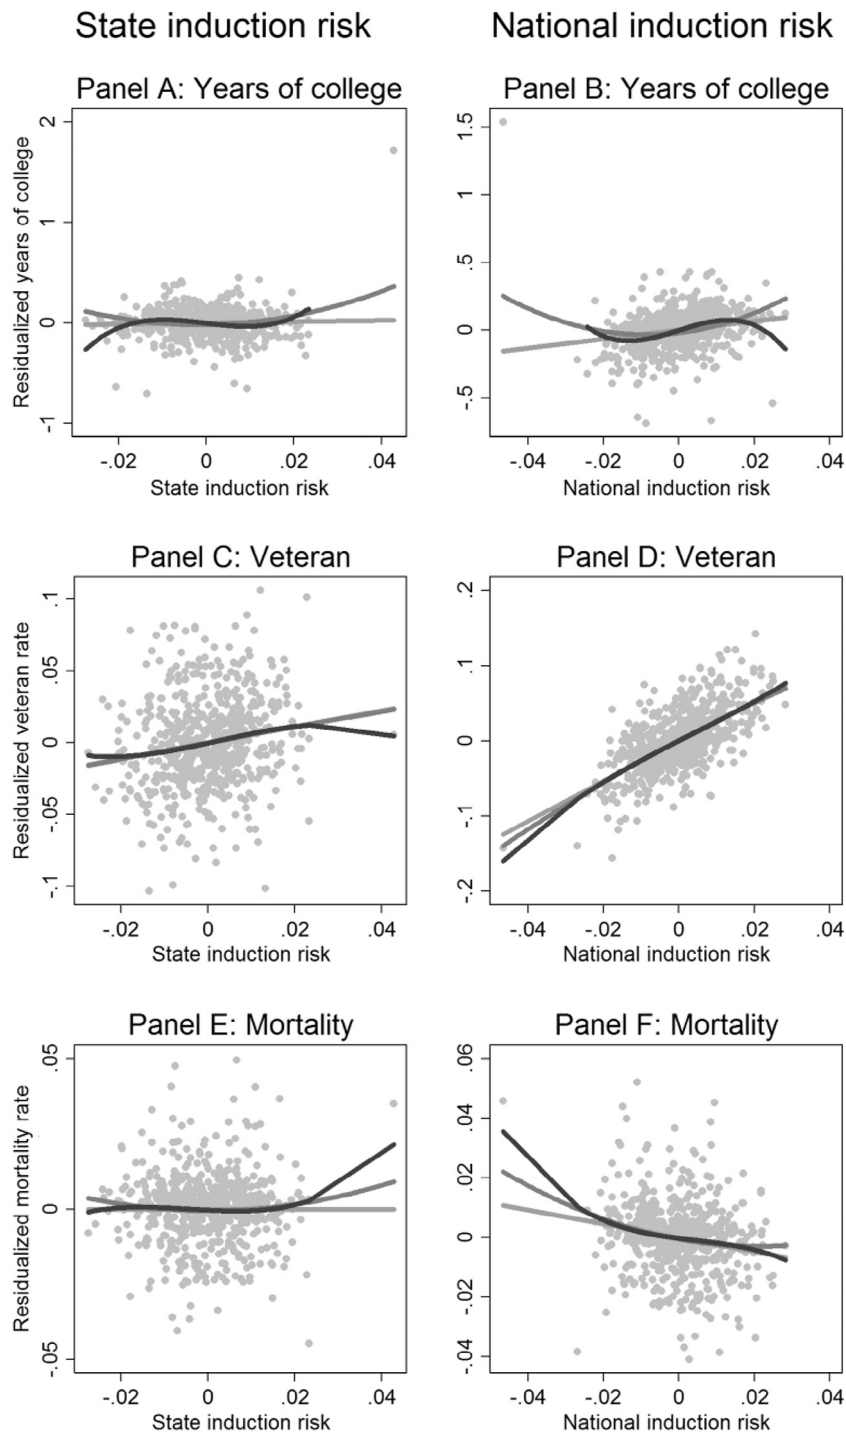 State induction risk National induction risk
Panel A: Years of college
Residualized years of college
2
1
0
-1
-.02 0 .02 .04
State induction risk
Panel B: Years of college
1.5
1
.5
0
-.5
-.04 -.02 0 .02 .04
National induction risk
Panel C: Veteran
Residualized veteran rate
.1
.05
0
-.05
-.1
-.02 0 .02 .04
State induction risk
Panel D: Veteran
.2
.1
0
-.1
-.2
-.04 -.02 0 .02 .04
National induction risk
Panel E: Mortality
Residualized mortality rate
.05
0
-.05
-.02 0 .02 .04
State induction risk
Panel F: Mortality
.06
.04
.02
0
-.02
-.04
-.04 -.02 0 .02 .04
National induction risk